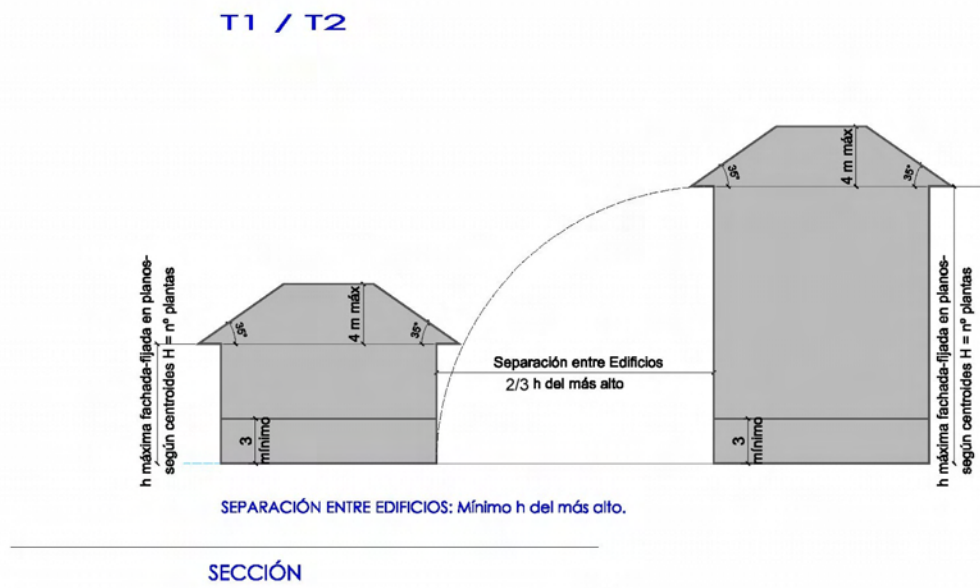 T1 / T2
4 m máx
35°
35°
h máxima fachada-fijada en planos-
según centroides H = nº plantas
4 m máx
35°
35°
Separación entre Edificios
2/3 h del más alto
3
mínimo
3
mínimo
h máxima fachada-fijada en planos-
según centroides H = nº plantas
SEPARACIÓN ENTRE EDIFICIOS: Mínimo h del más alto.
SECCIÓN